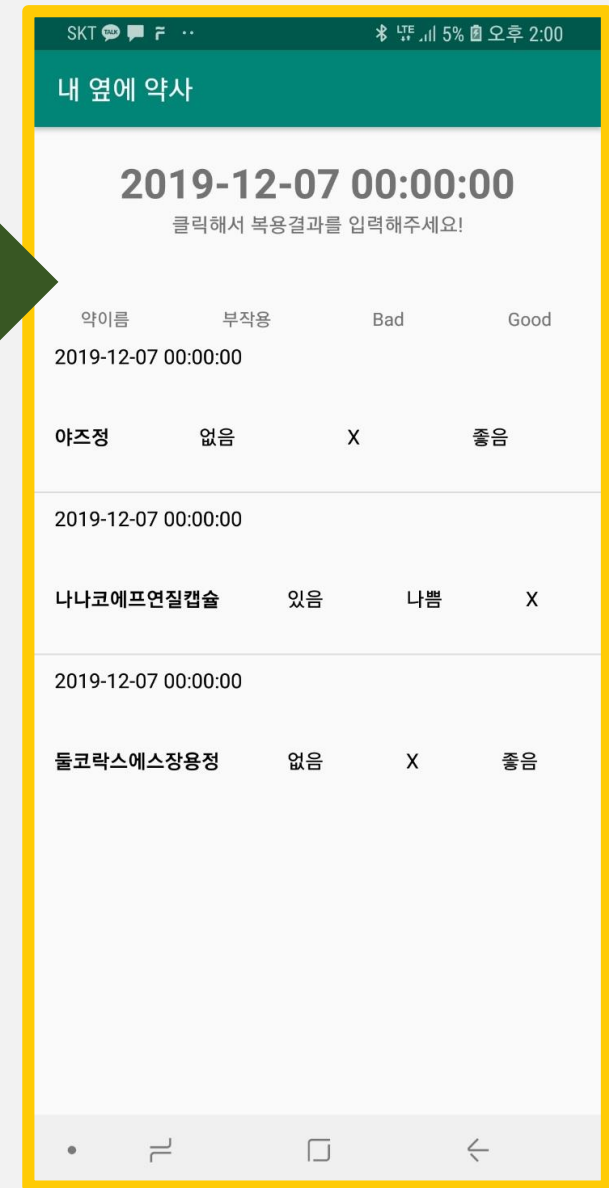 SKT TALK 오후 2:00 LTE 5%
내 옆에 약사
2019-12-07 00:00:00
클릭해서 복용결과를 입력해주세요!
약이름 부작용 Bad Good
2019-12-07 00:00:00
야즈정 없음 X 좋음
2019-12-07 00:00:00
나나코에프연질캡슐 있음 나쁨 X
2019-12-07 00:00:00
둘코락스에스장용정 없음 X 좋음